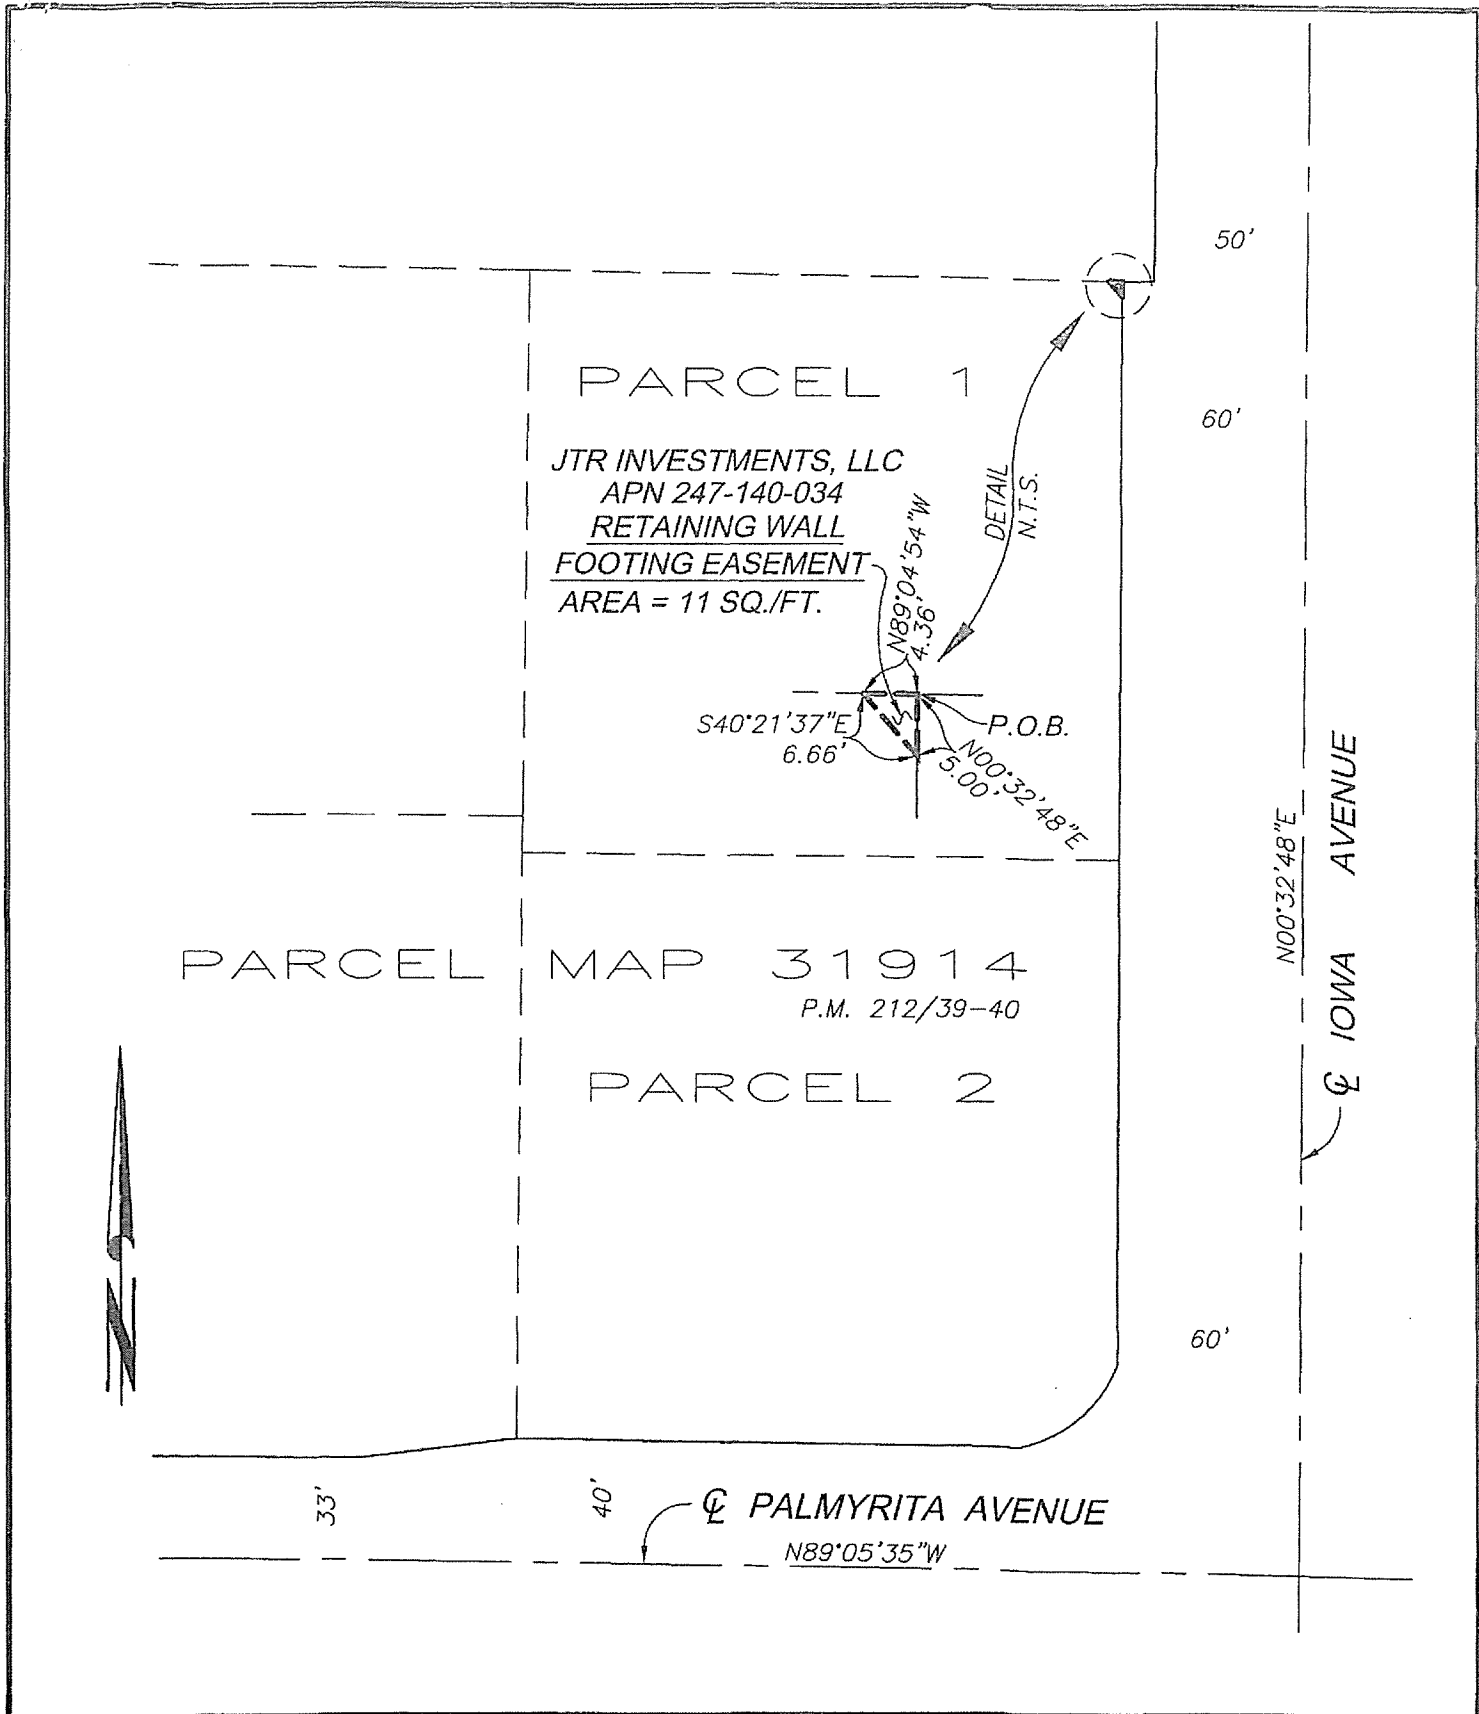 50'
PARCEL 1
60'
JTR INVESTMENTS, LLC
APN 247-140-034
RETAINING WALL
FOOTING EASEMENT
AREA = 11 SQ./FT.
DETAIL
N.T.S.
N89°04'54"W
4.36'
S40°21'37"E
6.66'
P.O.B.
N00°32'48"E
5.00'
N00°32'48"E
℄ IOWA AVENUE
PARCEL MAP 31914
P.M. 212/39-40
PARCEL 2
N
60'
33'
40'
℄ PALMYRITA AVENUE
N89°05'35"W